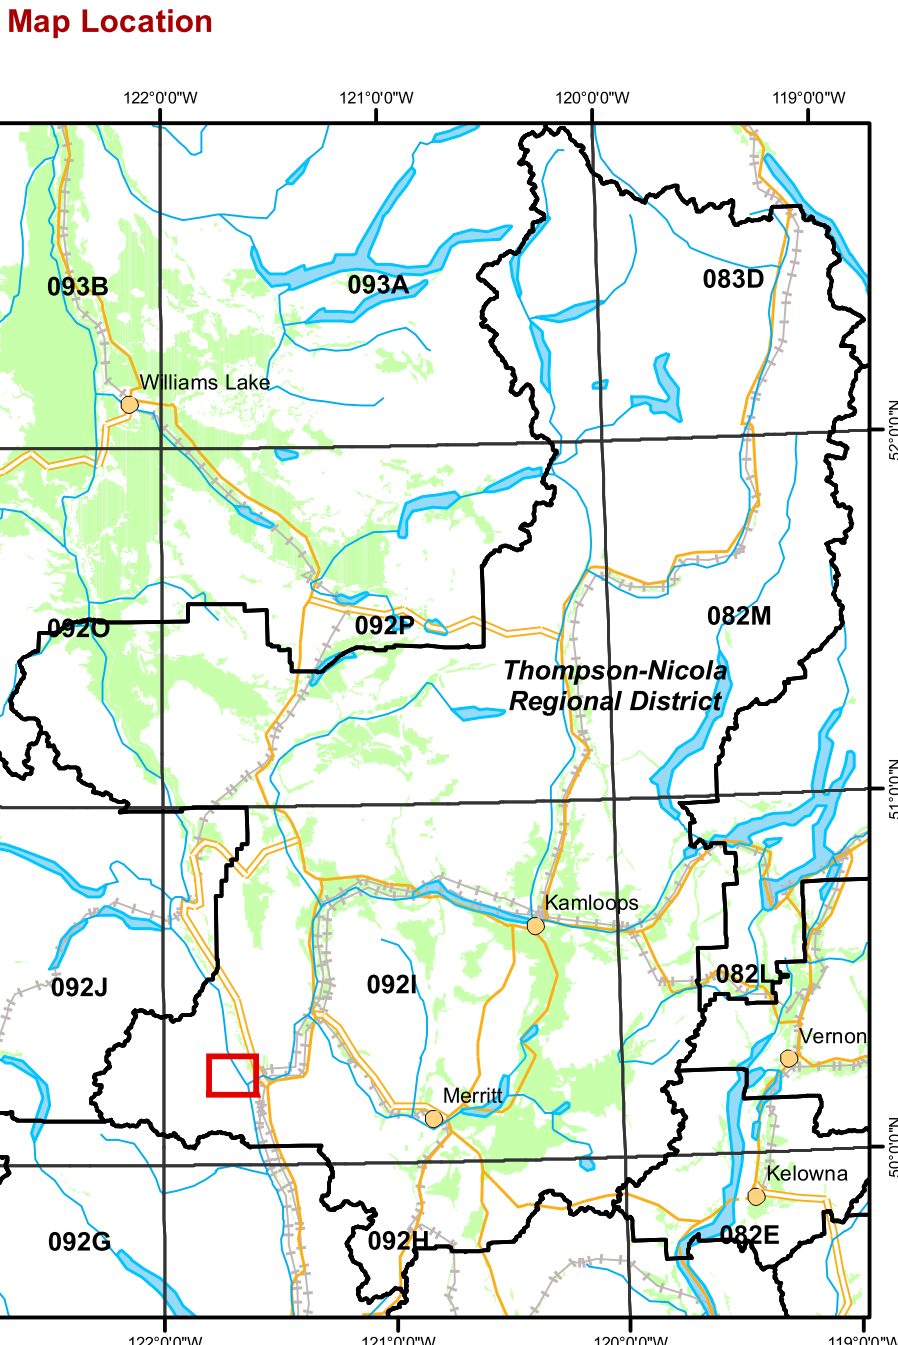 Map Location
122°0'0"W
121°0'0"W
120°0'0"W
119°0'0"W
093B
093A
083D
Williams Lake
52°0'0"N
092O
092P
082M
Thompson-Nicola
Regional District
51°0'0"N
Kamloops
092J
092I
082L
Vernon
Merritt
50°0'0"N
Kelowna
092G
092H
082E
122°0'0"W
121°0'0"W
120°0'0"W
119°0'0"W